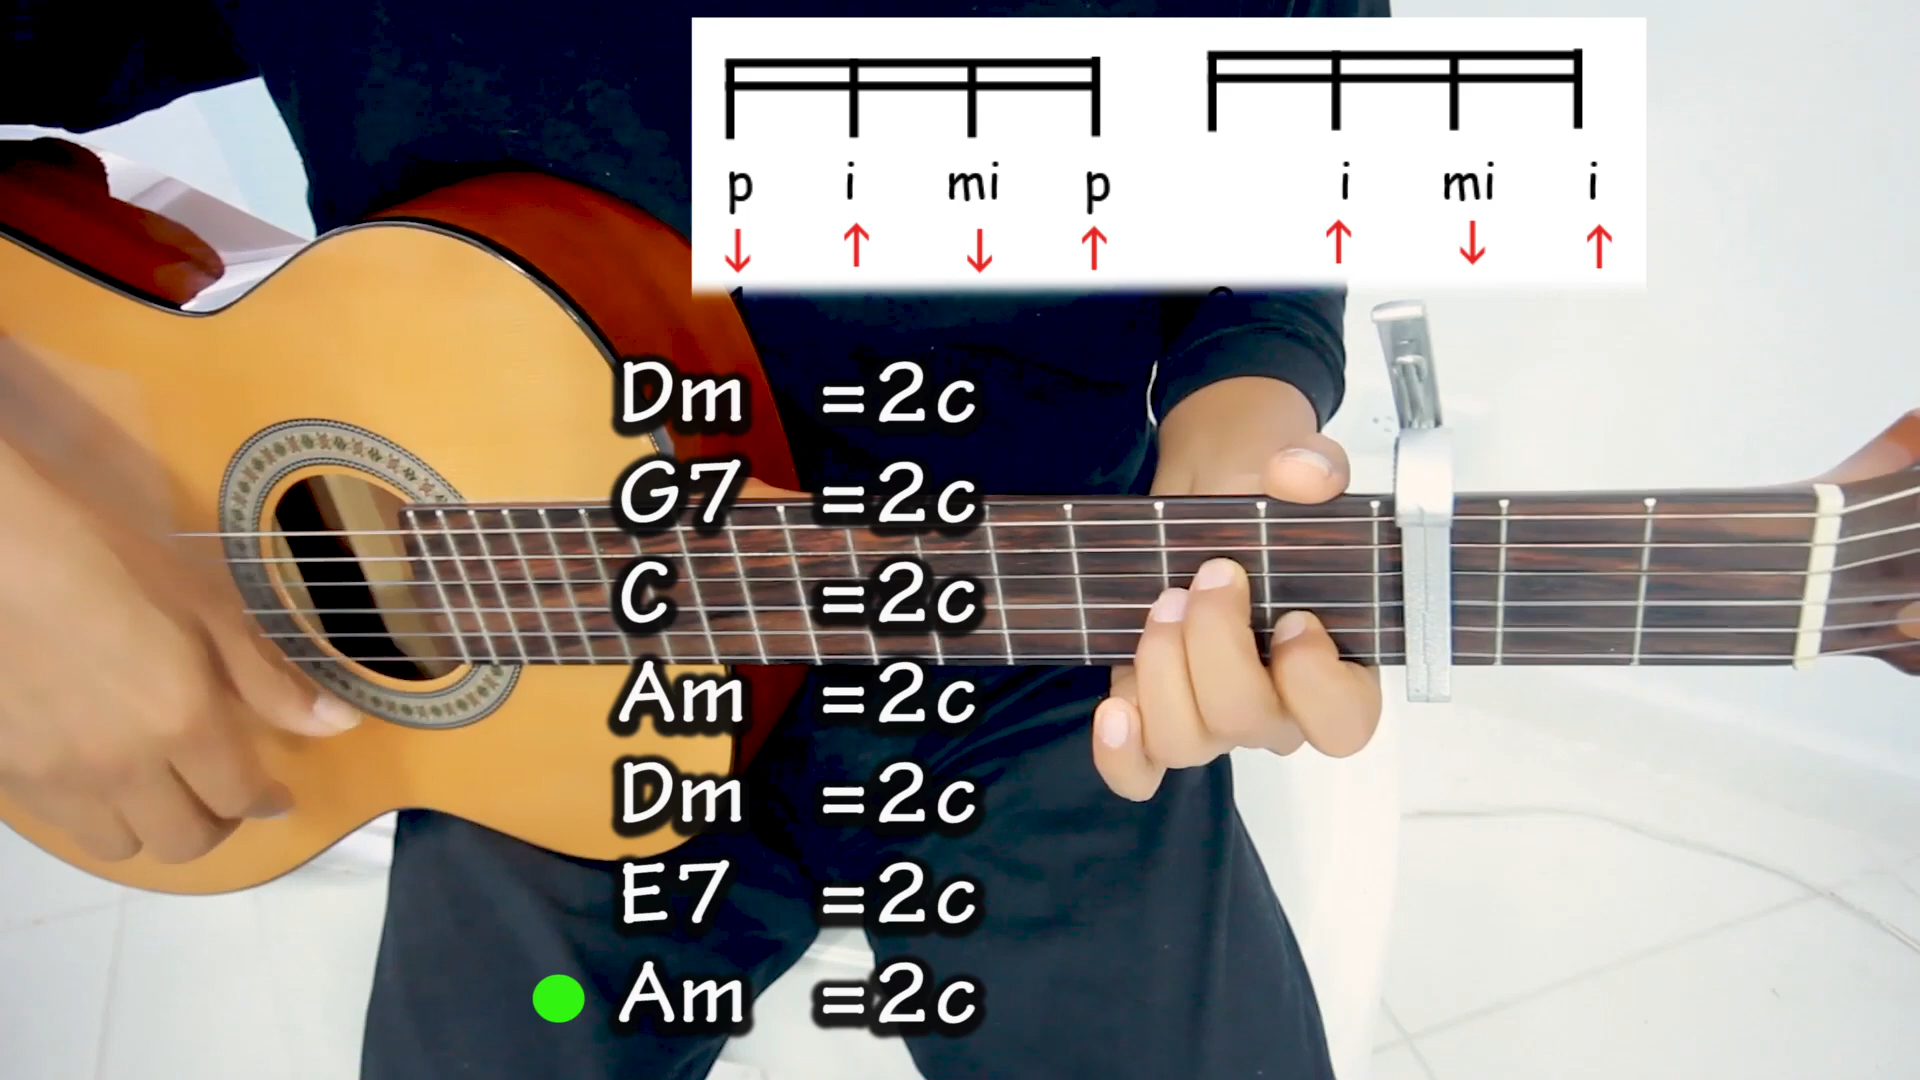 p i mi p i mi i
↓ ↑ ↓ ↑ ↑ ↓ ↑
Dm =2c
G7 =2c
C =2c
Am =2c
Dm =2c
E7 =2c
Am =2c